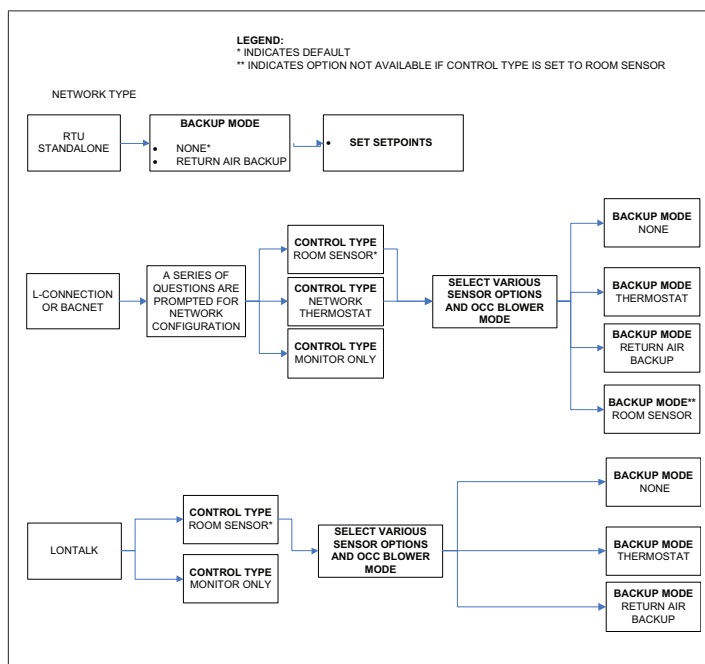 LEGEND:
* INDICATES DEFAULT
** INDICATES OPTION NOT AVAILABLE IF CONTROL TYPE IS SET TO ROOM SENSOR
NETWORK TYPE
RTU
STANDALONE
BACKUP MODE
• NONE*
• RETURN AIR BACKUP
• SET SETPOINTS
L-CONNECTION
OR BACNET
A SERIES OF
QUESTIONS ARE
PROMPTED FOR
NETWORK
CONFIGURATION
CONTROL TYPE
ROOM SENSOR*
CONTROL TYPE
NETWORK
THERMOSTAT
CONTROL TYPE
MONITOR ONLY
SELECT VARIOUS
SENSOR OPTIONS
AND OCC BLOWER
MODE
BACKUP MODE
NONE
BACKUP MODE
THERMOSTAT
BACKUP MODE
RETURN AIR
BACKUP
BACKUP MODE**
ROOM SENSOR
LONTALK
CONTROL TYPE
ROOM SENSOR*
CONTROL TYPE
MONITOR ONLY
SELECT VARIOUS
SENSOR OPTIONS
AND OCC BLOWER
MODE
BACKUP MODE
NONE
BACKUP MODE
THERMOSTAT
BACKUP MODE
RETURN AIR
BACKUP